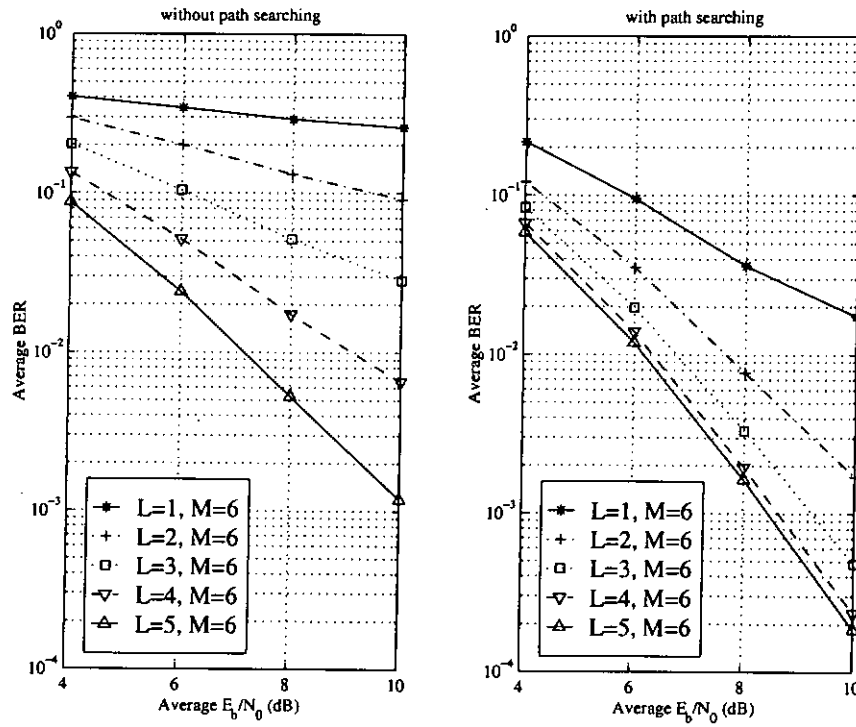 without path searching
10^0
10^-1
10^-2
10^-3
10^-4
Average BER
L=1, M=6
L=2, M=6
L=3, M=6
L=4, M=6
L=5, M=6
4 6 8 10
Average E_b/N_0 (dB)
with path searching
10^0
10^-1
10^-2
10^-3
10^-4
Average BER
L=1, M=6
L=2, M=6
L=3, M=6
L=4, M=6
L=5, M=6
4 6 8 10
Average E_b/N_0 (dB)